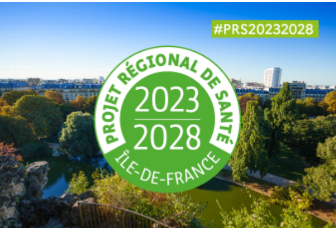 #PRS20232028
PROJET RÉGIONAL DE SANTÉ
2023
2028
ÎLE-DE-FRANCE